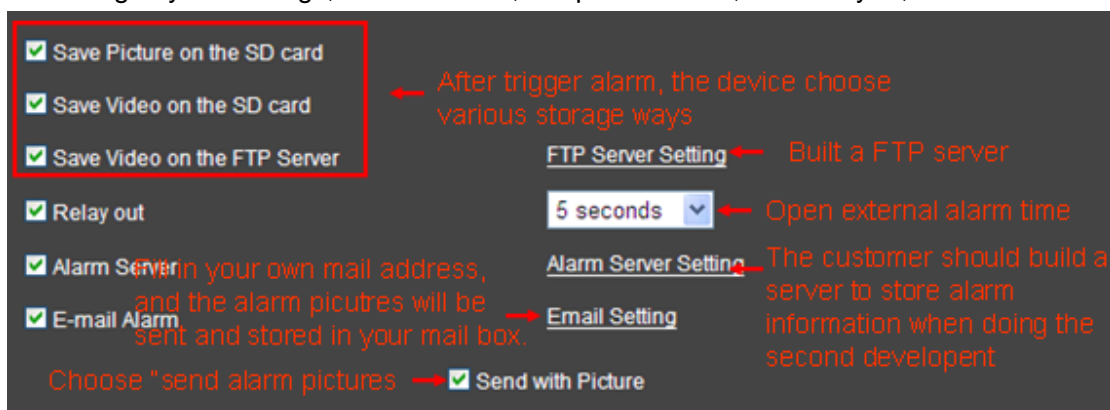 Save Picture on the SD card
After trigger alarm, the device choose
Save Video on the SD card
various storage ways
Save Video on the FTP Server
FTP Server Setting
Built a FTP server
Relay out
5 seconds
Open external alarm time
Alarm Server
Fill in your own mail address,
and the alarm picutres will be
sent and stored in your mail box.
Alarm Server Setting
The customer should build a
server to store alarm
information when doing the
second developent
E-mail Alarm
Email Setting
Choose "send alarm pictures
Send with Picture